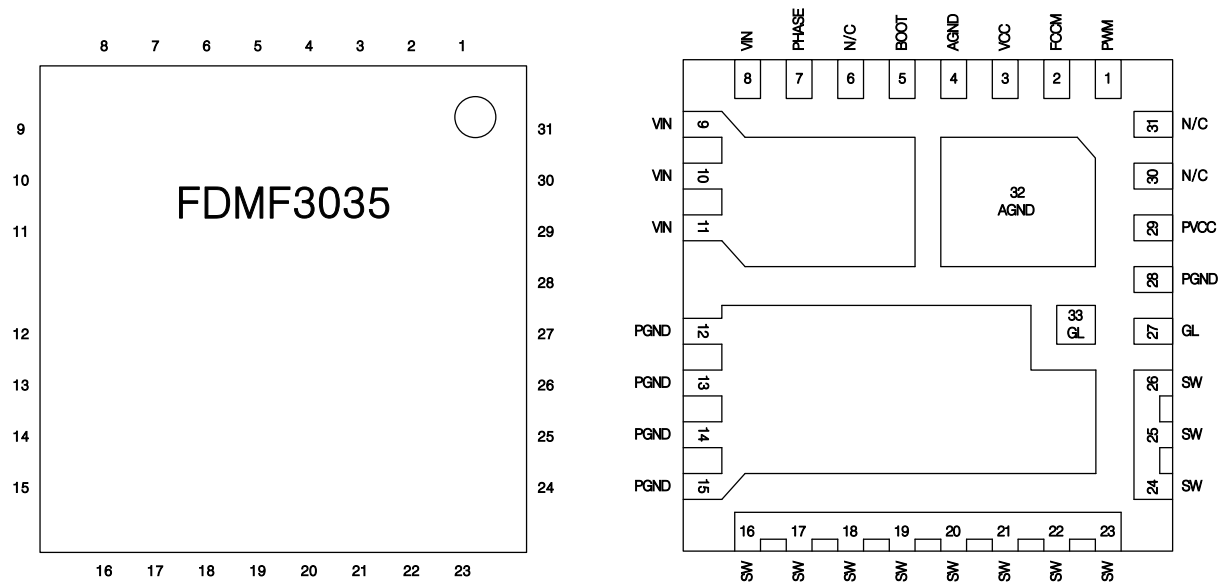 8 7 6 5 4 3 2 1
9
10
11
12
13
14
15
FDMF3035
31
30
29
28
27
26
25
24
16 17 18 19 20 21 22 23
VIN PHASE N/C BOOT AGND VCC FCCM PWM
8 7 6 5 4 3 2 1
VIN 9
VIN 10
VIN 11
PGND 12
PGND 13
PGND 14
PGND 15
32
AGND
33
GL
31 N/C
30 N/C
29 PVCC
28 PGND
27 GL
26 SW
25 SW
24 SW
16 17 18 19 20 21 22 23
SW SW SW SW SW SW SW SW